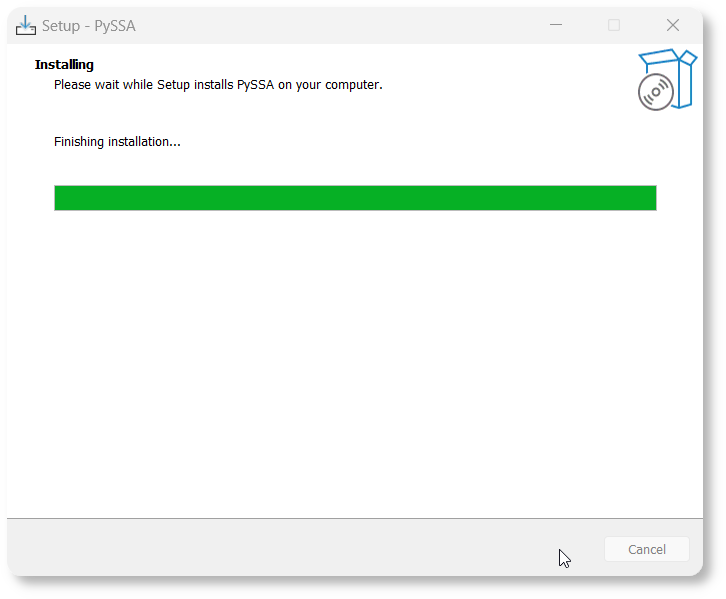 Setup - PySSA
Installing
Please wait while Setup installs PySSA on your computer.
Finishing installation...
Cancel